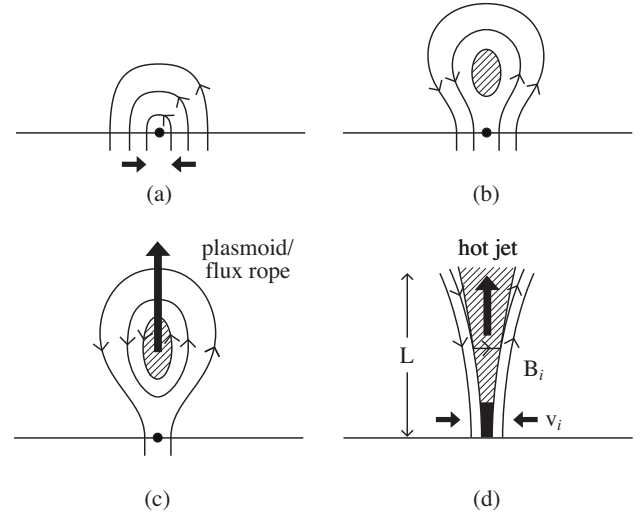 (a)
(b)
plasmoid/
flux rope
(c)
hot jet
L
B_i
v_i
(d)